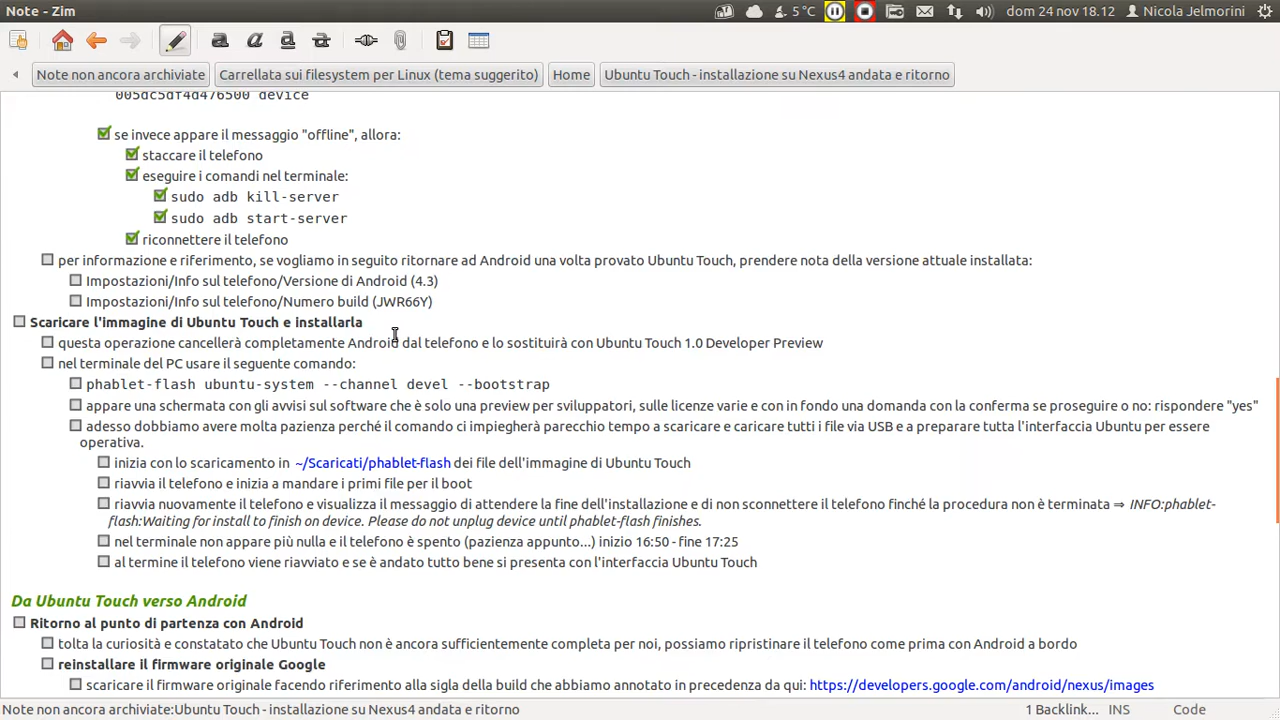 Note - Zim
5 °C
dom 24 nov 18.12
Nicola Jelmorini
a a a a
Note non ancora archiviate
Carrellata sui filesystem per Linux (tema suggerito)
Home
Ubuntu Touch - installazione su Nexus4 andata e ritorno
005dc5df4d476500 device
se invece appare il messaggio "offline", allora:
staccare il telefono
eseguire i comandi nel terminale:
sudo adb kill-server
sudo adb start-server
riconnettere il telefono
per informazione e riferimento, se vogliamo in seguito ritornare ad Android una volta provato Ubuntu Touch, prendere nota della versione attuale installata:
Impostazioni/Info sul telefono/Versione di Android (4.3)
Impostazioni/Info sul telefono/Numero build (JWR66Y)
Scaricare l'immagine di Ubuntu Touch e installarla
questa operazione cancellerà completamente Android dal telefono e lo sostituirà con Ubuntu Touch 1.0 Developer Preview
nel terminale del PC usare il seguente comando:
phablet-flash ubuntu-system --channel devel --bootstrap
appare una schermata con gli avvisi sul software che è solo una preview per sviluppatori, sulle licenze varie e con in fondo una domanda con la conferma se proseguire o no: rispondere "yes"
adesso dobbiamo avere molta pazienza perché il comando ci impiegherà parecchio tempo a scaricare e caricare tutti i file via USB e a preparare tutta l'interfaccia Ubuntu per essere
operativa.
inizia con lo scaricamento in ~/Scaricati/phablet-flash dei file dell'immagine di Ubuntu Touch
riavvia il telefono e inizia a mandare i primi file per il boot
riavvia nuovamente il telefono e visualizza il messaggio di attendere la fine dell'installazione e di non sconnettere il telefono finché la procedura non è terminata ⇒ INFO:phablet-
flash:Waiting for install to finish on device. Please do not unplug device until phablet-flash finishes.
nel terminale non appare più nulla e il telefono è spento (pazienza appunto...) inizio 16:50 - fine 17:25
al termine il telefono viene riavviato e se è andato tutto bene si presenta con l'interfaccia Ubuntu Touch
Da Ubuntu Touch verso Android
Ritorno al punto di partenza con Android
tolta la curiosità e constatato che Ubuntu Touch non è ancora sufficientemente completa per noi, possiamo ripristinare il telefono come prima con Android a bordo
reinstallare il firmware originale Google
scaricare il firmware originale facendo riferimento alla sigla della build che abbiamo annotato in precedenza da qui: https://developers.google.com/android/nexus/images
Note non ancora archiviate:Ubuntu Touch - installazione su Nexus4 andata e ritorno
1 Backlink...
INS
Code